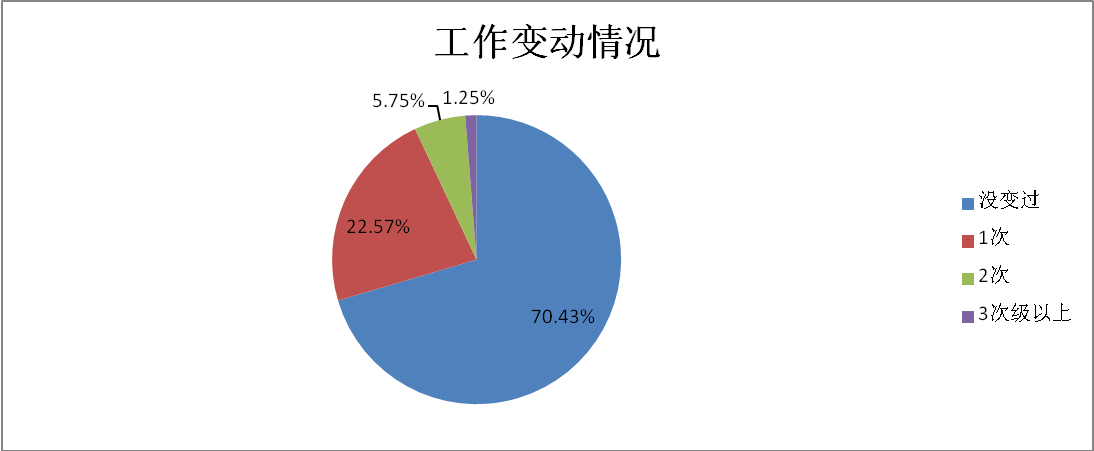 工作变动情况
5.75%
1.25%
22.57%
70.43%
没变过
1次
2次
3次级以上